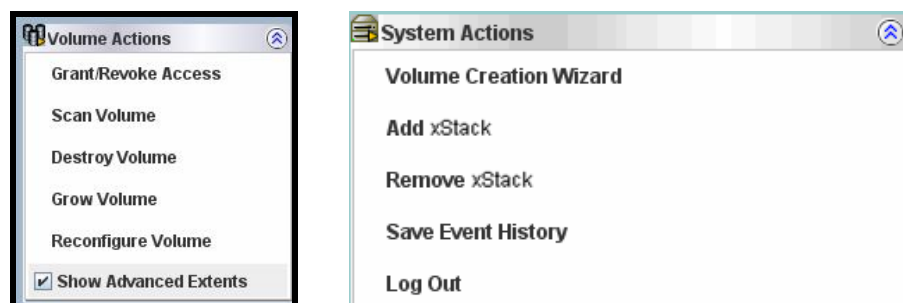 Volume Actions
Grant/Revoke Access
Scan Volume
Destroy Volume
Grow Volume
Reconfigure Volume
Show Advanced Extents
System Actions
Volume Creation Wizard
Add xStack
Remove xStack
Save Event History
Log Out